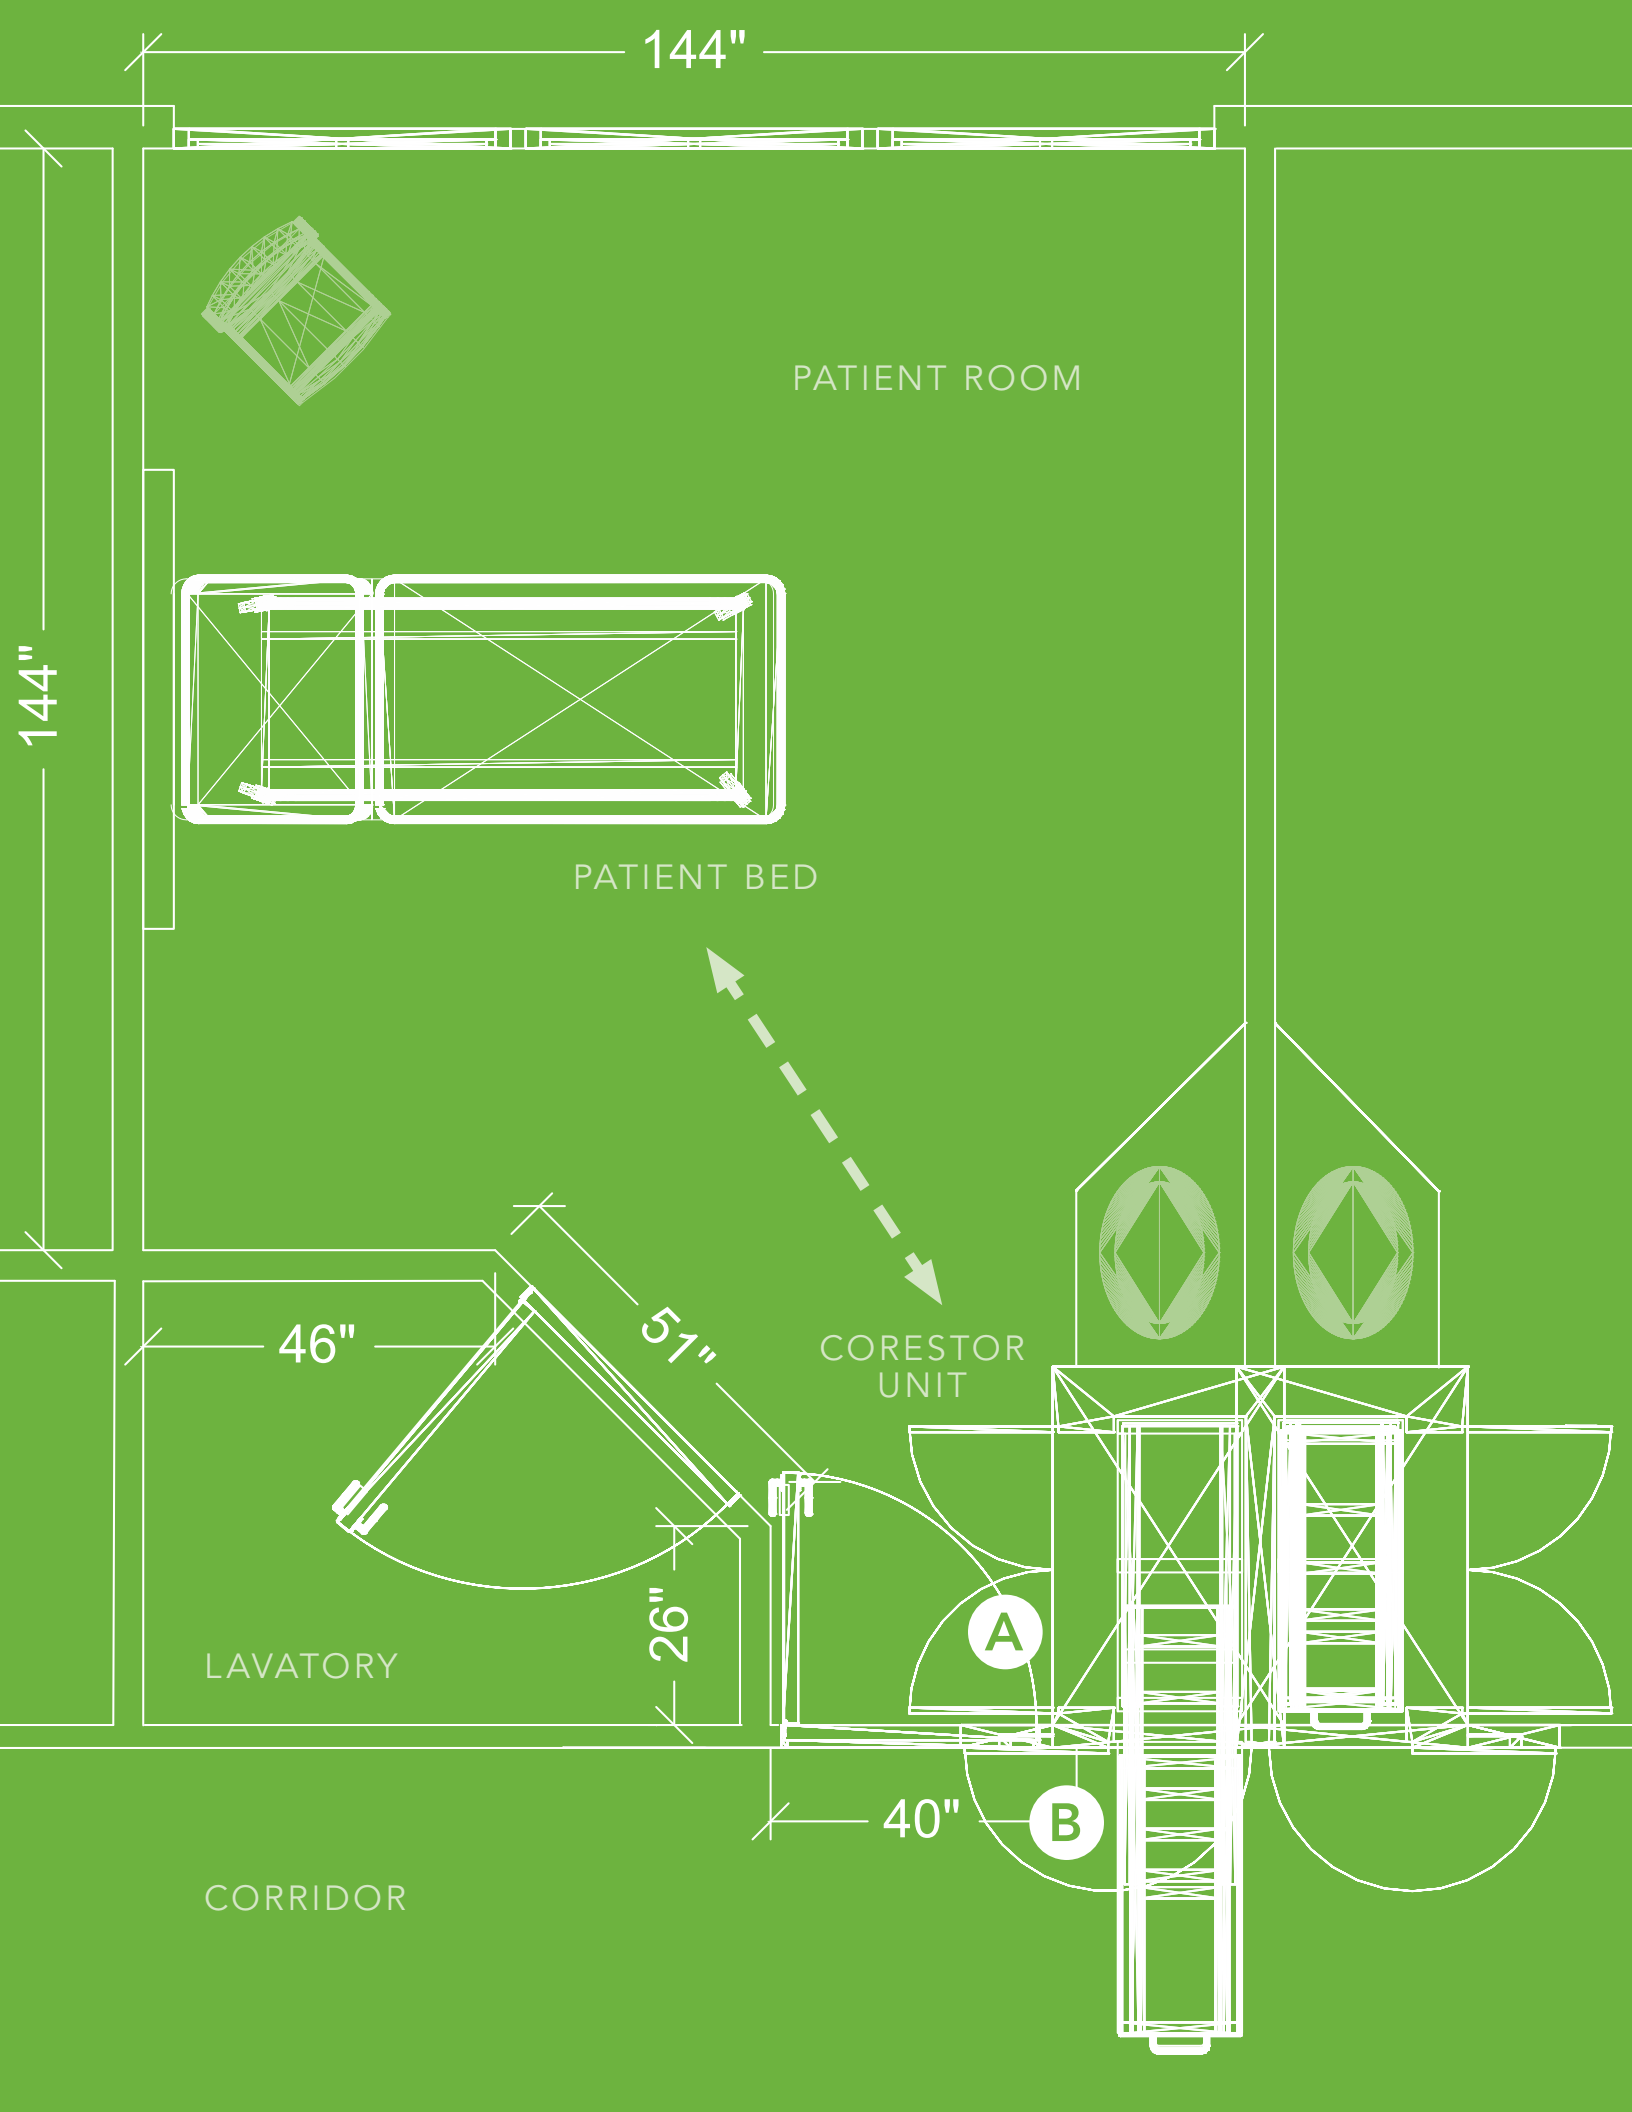 144"
PATIENT ROOM
144"
PATIENT BED
51"
46"
CORESTOR
UNIT
26"
A
LAVATORY
40"
B
CORRIDOR